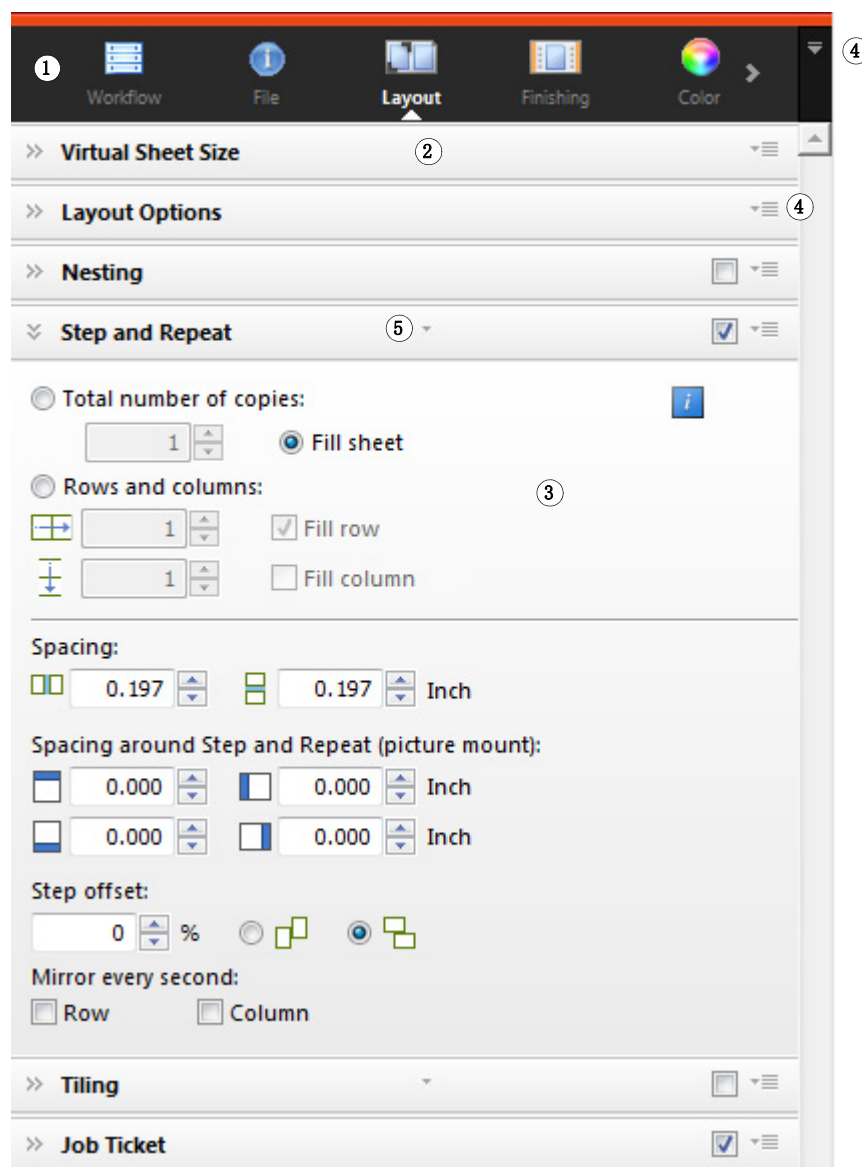 ① Workflow File Layout Finishing Color ④
Virtual Sheet Size ②
Layout Options ④
Nesting
Step and Repeat ⑤
Total number of copies: i
1 Fill sheet
Rows and columns: ③
1 Fill row
1 Fill column
Spacing:
0.197 0.197 Inch
Spacing around Step and Repeat (picture mount):
0.000 0.000 Inch
0.000 0.000 Inch
Step offset:
0 %
Mirror every second:
Row Column
Tiling
Job Ticket